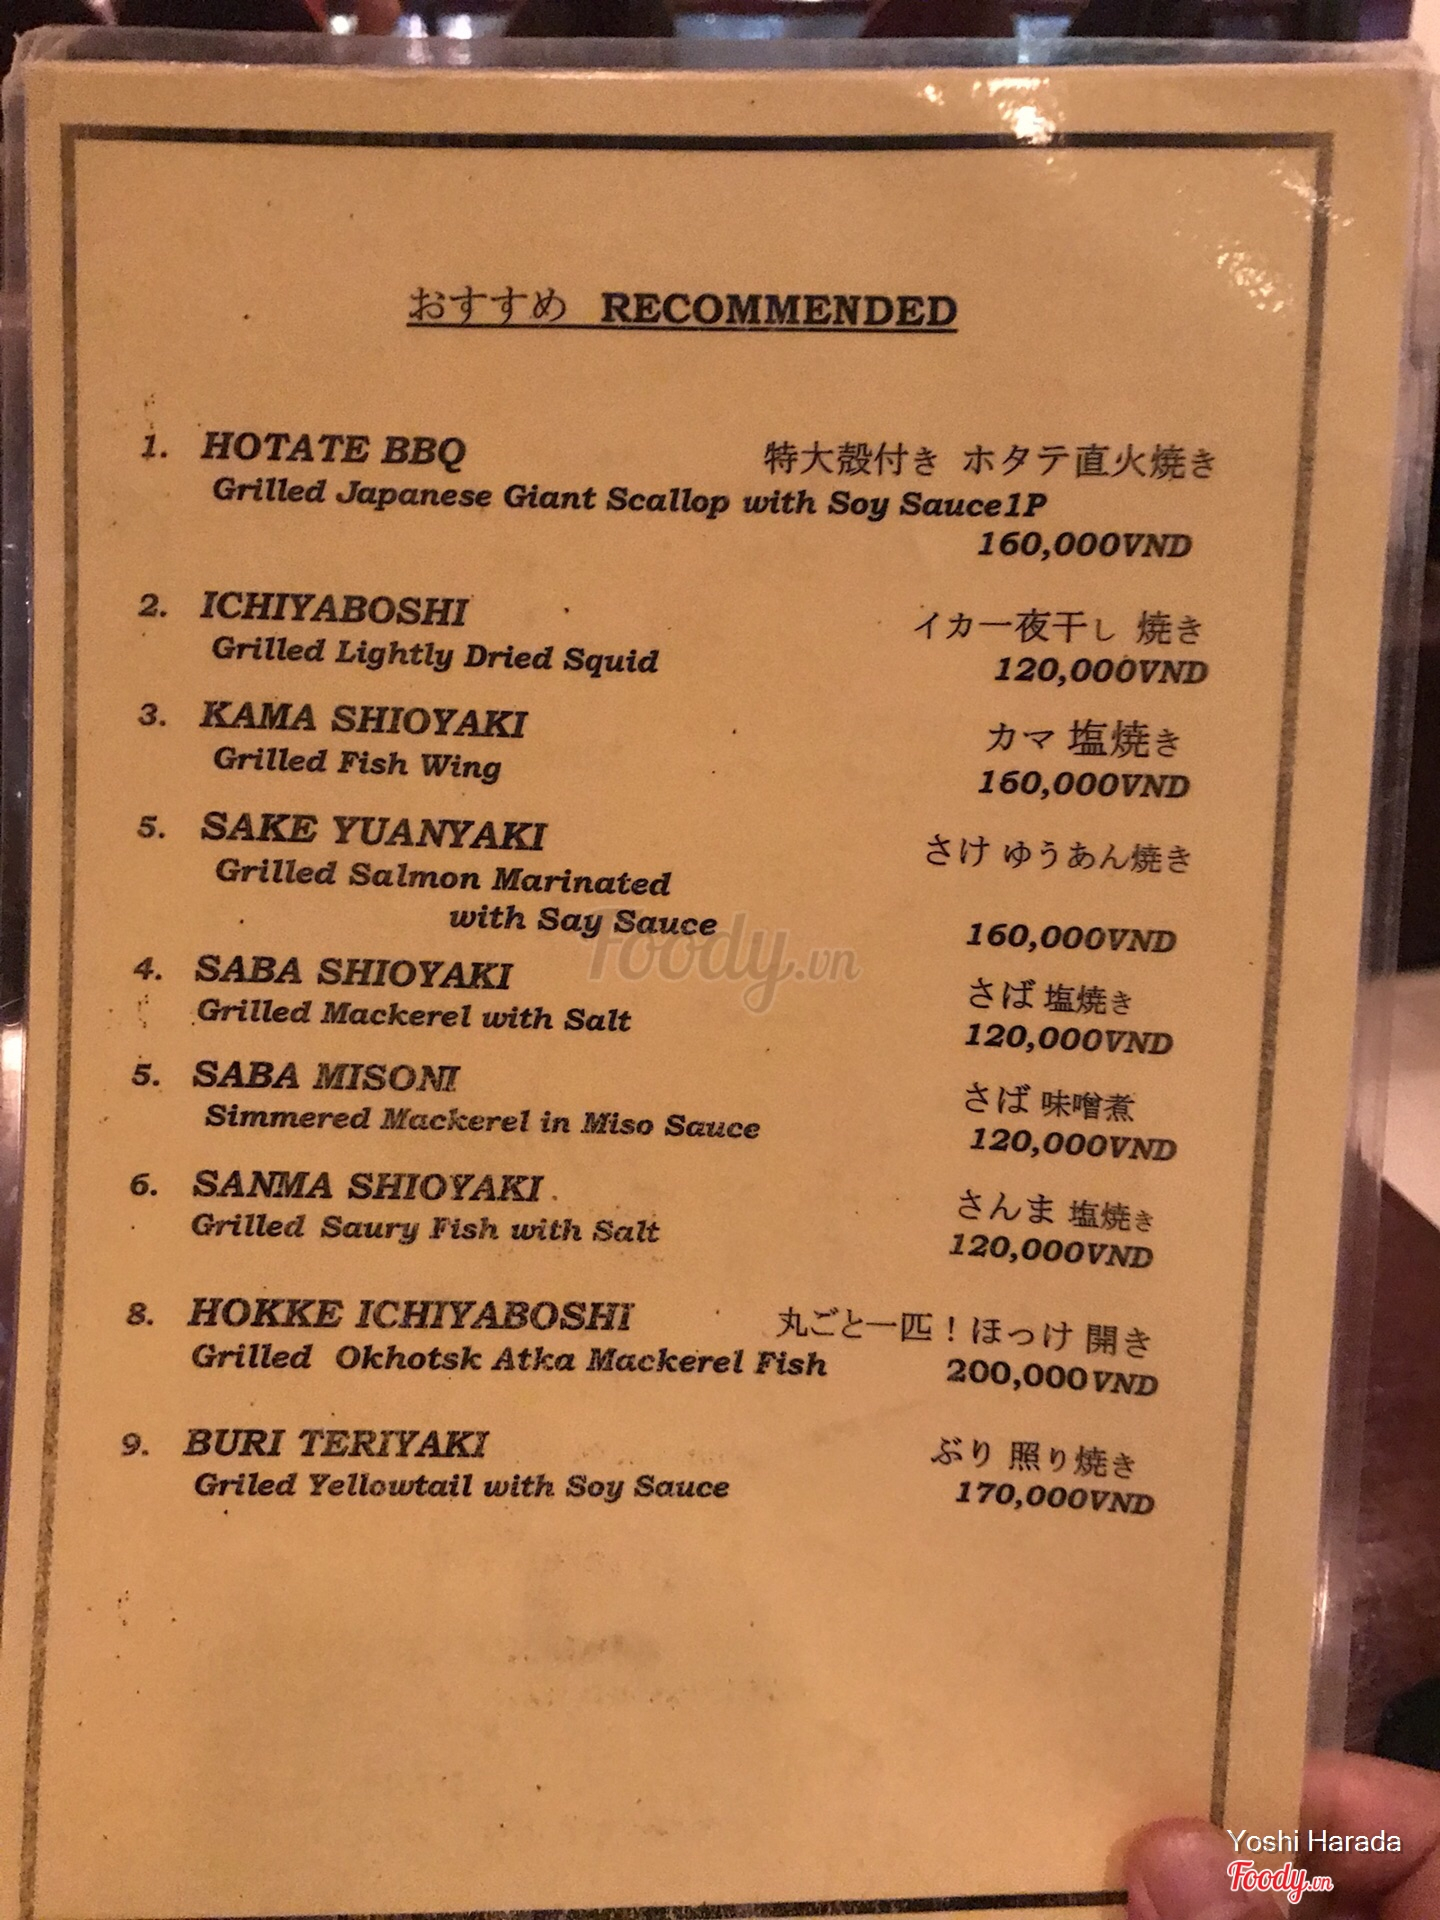 おすすめ RECOMMENDED
1. HOTATE BBQ 特大殻付き ホタテ直火焼き
Grilled Japanese Giant Scallop with Soy Sauce1P
160,000VND
2. ICHIYABOSHI イカ一夜干し 焼き
Grilled Lightly Dried Squid 120,000VND
3. KAMA SHIOYAKI カマ 塩焼き
Grilled Fish Wing 160,000VND
5. SAKE YUANYAKI さけ ゆうあん焼き
Grilled Salmon Marinated
with Say Sauce 160,000VND
4. SABA SHIOYAKI さば 塩焼き
Grilled Mackerel with Salt 120,000VND
5. SABA MISONI さば 味噌煮
Simmered Mackerel in Miso Sauce 120,000VND
6. SANMA SHIOYAKI . さんま 塩焼き
Grilled Saury Fish with Salt 120,000VND
8. HOKKE ICHIYABOSHI 丸ごと一匹！ほっけ 開き
Grilled Okhotsk Atka Mackerel Fish 200,000VND
9. BURI TERIYAKI ぶり 照り焼き
Griled Yellowtail with Soy Sauce 170,000VND
Foody.vn
Yoshi Harada
Foody.vn